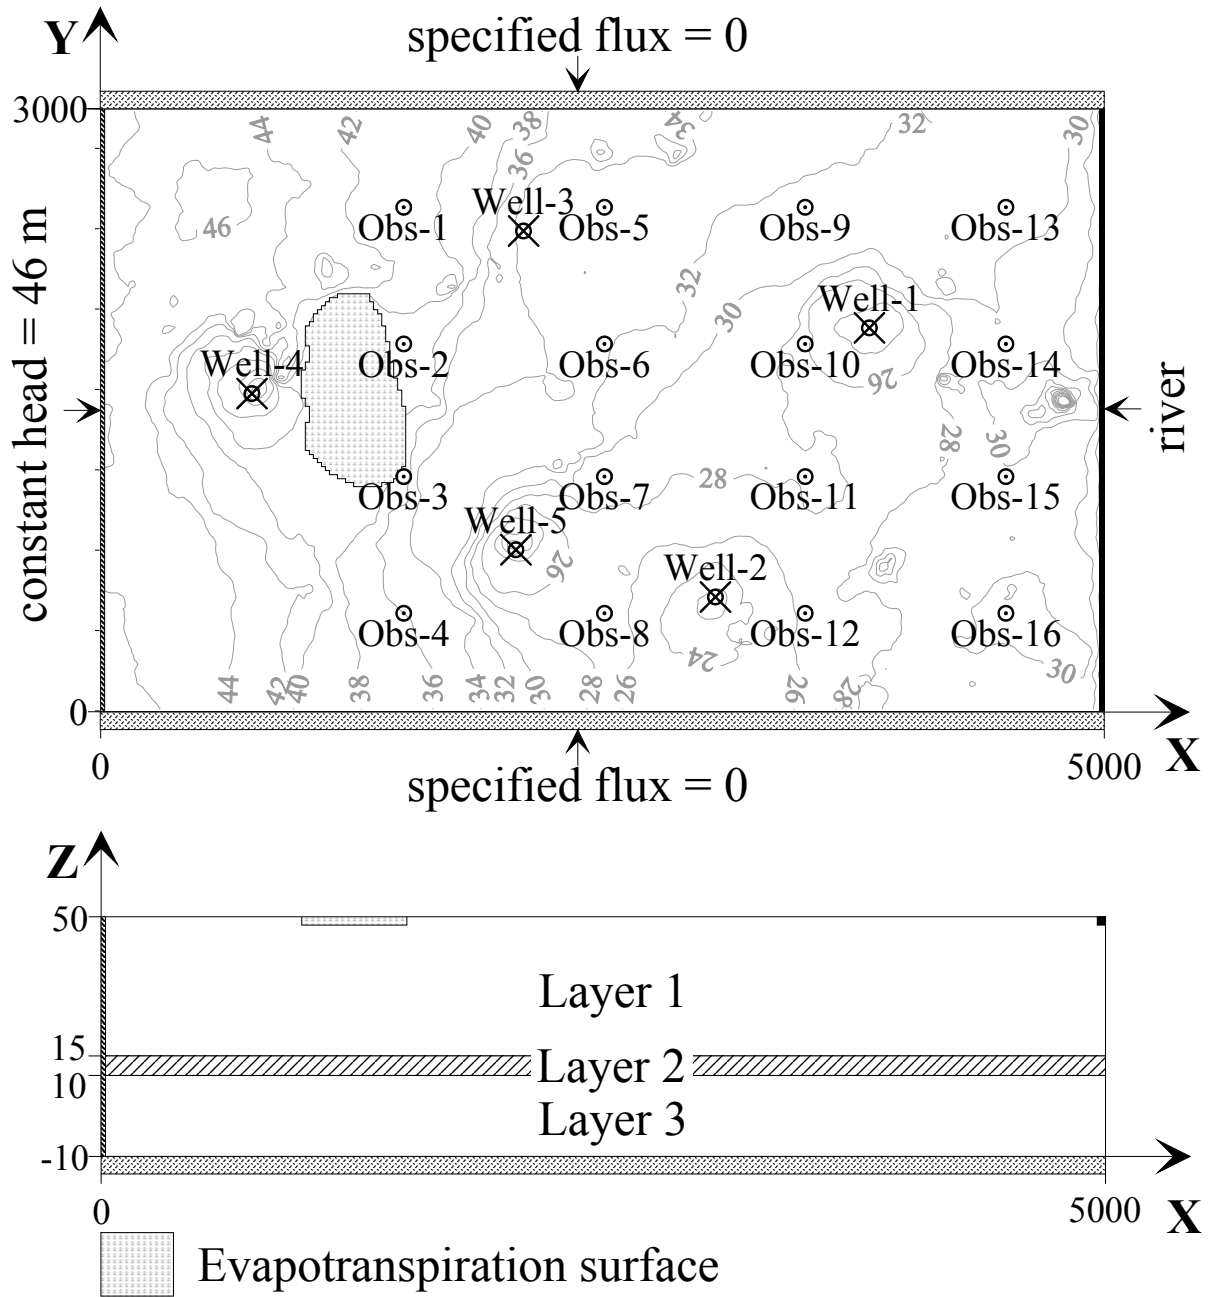 Y
specified flux = 0
3000
44
42
40
38
36
34
32
30
46
Well-3
Obs-1
Obs-5
Obs-9
Obs-13
constant head = 46 m
32
30
Well-1
Well-4
Obs-2
Obs-6
Obs-10
Obs-14
26
river
28
30
Obs-3
Obs-7
28
Obs-11
Obs-15
Well-5
26
Well-2
Obs-4
Obs-8
Obs-12
Obs-16
24
30
44
42
40
38
36
34
32
30
28
26
26
28
0
0
5000
X
specified flux = 0
Z
50
Layer 1
15
Layer 2
10
Layer 3
-10
0
5000
X
Evapotranspiration surface